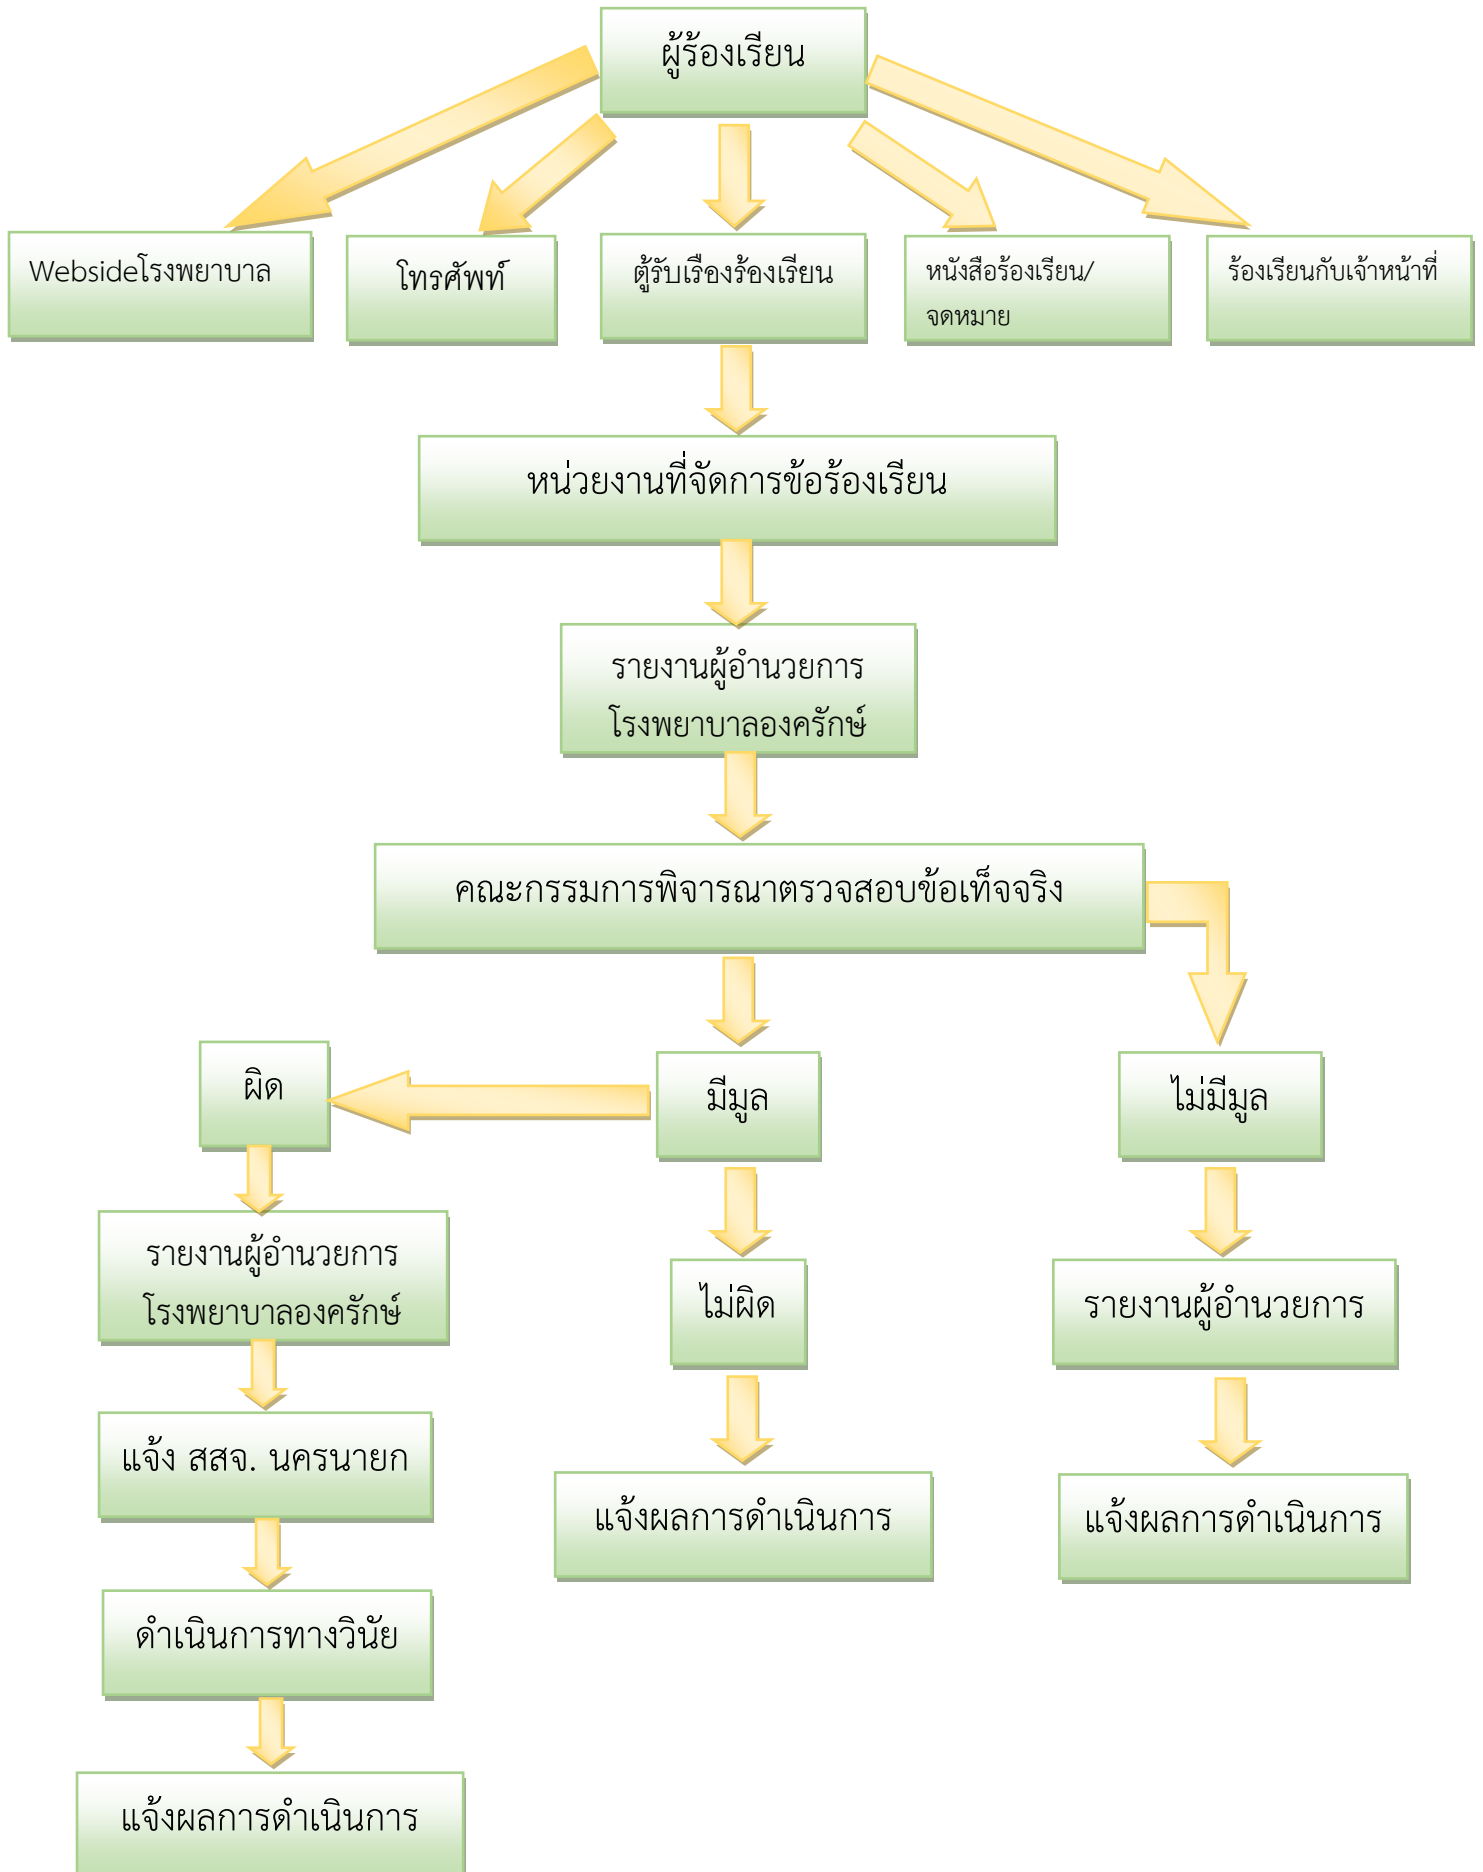 ผู้ร้องเรียน
Websideโรงพยาบาล
โทรศัพท์
ตู้รับเรื่องร้องเรียน
หนังสือร้องเรียน/
จดหมาย
ร้องเรียนกับเจ้าหน้าที่
หน่วยงานที่จัดการข้อร้องเรียน
รายงานผู้อำนวยการ
โรงพยาบาลองครักษ์
คณะกรรมการพิจารณาตรวจสอบข้อเท็จจริง
ผิด
มีมูล
ไม่มีมูล
รายงานผู้อำนวยการ
โรงพยาบาลองครักษ์
ไม่ผิด
รายงานผู้อำนวยการ
แจ้ง สสจ. นครนายก
แจ้งผลการดำเนินการ
แจ้งผลการดำเนินการ
ดำเนินการทางวินัย
แจ้งผลการดำเนินการ